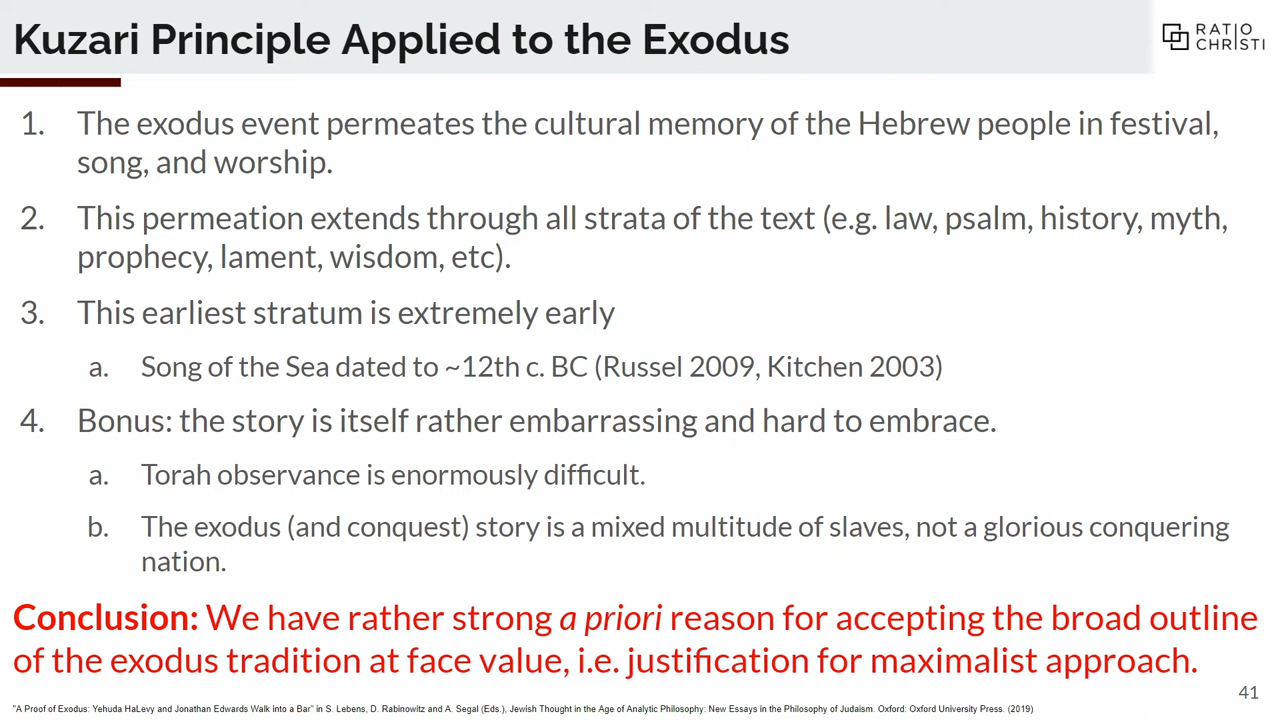 Kuzari Principle Applied to the Exodus
RATIO
CHRISTI
1. The exodus event permeates the cultural memory of the Hebrew people in festival,
song, and worship.
2. This permeation extends through all strata of the text (e.g. law, psalm, history, myth,
prophecy, lament, wisdom, etc).
3. This earliest stratum is extremely early
a. Song of the Sea dated to ~12th c. BC (Russel 2009, Kitchen 2003)
4. Bonus: the story is itself rather embarrassing and hard to embrace.
a. Torah observance is enormously difficult.
b. The exodus (and conquest) story is a mixed multitude of slaves, not a glorious conquering
nation.
Conclusion: We have rather strong a priori reason for accepting the broad outline
of the exodus tradition at face value, i.e. justification for maximalist approach.
41
"A Proof of Exodus: Yehuda HaLevy and Jonathan Edwards Walk into a Bar" in S. Lebens, D. Rabinowitz and A. Segal (Eds.), Jewish Thought in the Age of Analytic Philosophy: New Essays in the Philosophy of Judaism. Oxford: Oxford University Press. (2019)